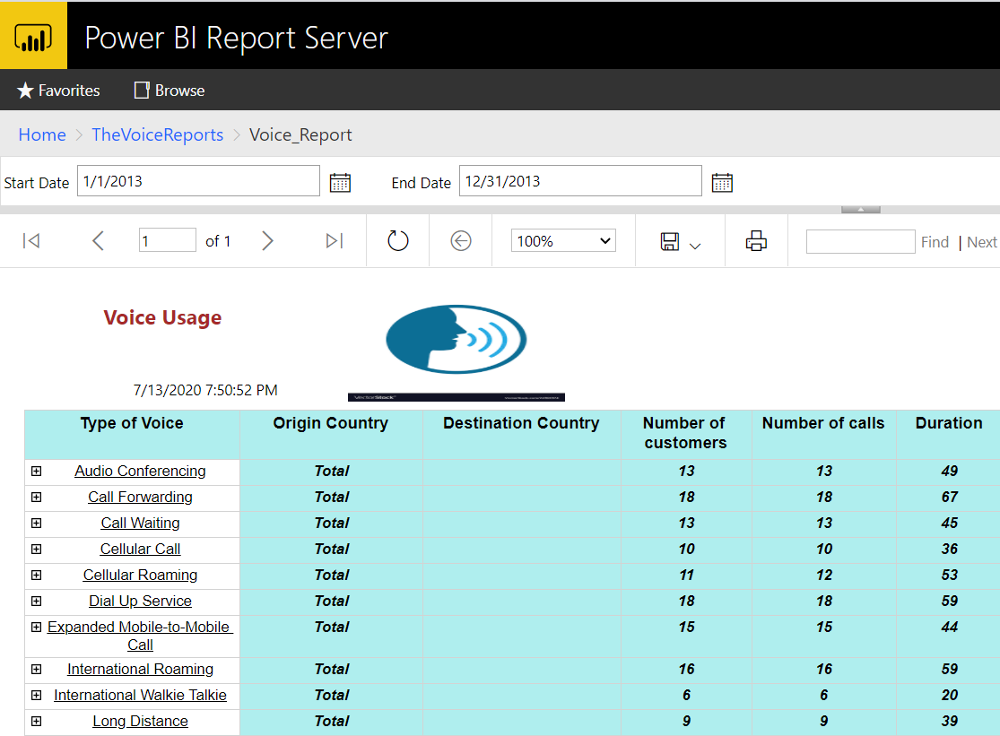 Power BI Report Server
Favorites Browse
Home > TheVoiceReports > Voice_Report
Start Date 1/1/2013 End Date 12/31/2013
1 of 1 100% Find | Next
Voice Usage
7/13/2020 7:50:52 PM
VectorStock
Type of Voice Origin Country Destination Country Number of customers Number of calls Duration
Audio Conferencing Total 13 13 49
Call Forwarding Total 18 18 67
Call Waiting Total 13 13 45
Cellular Call Total 10 10 36
Cellular Roaming Total 11 12 53
Dial Up Service Total 18 18 59
Expanded Mobile-to-Mobile Call Total 15 15 44
International Roaming Total 16 16 59
International Walkie Talkie Total 6 6 20
Long Distance Total 9 9 39